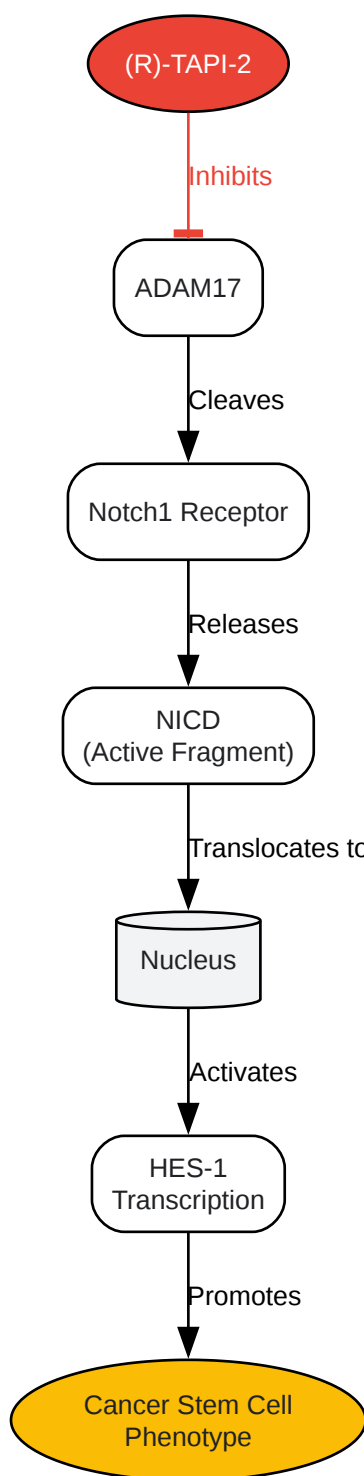 (R)-TAPI-2
Inhibits
ADAM17
Cleaves
Notch1 Receptor
Releases
NICD
(Active Fragment)
Translocates to
Nucleus
Activates
HES-1
Transcription
Promotes
Cancer Stem Cell
Phenotype